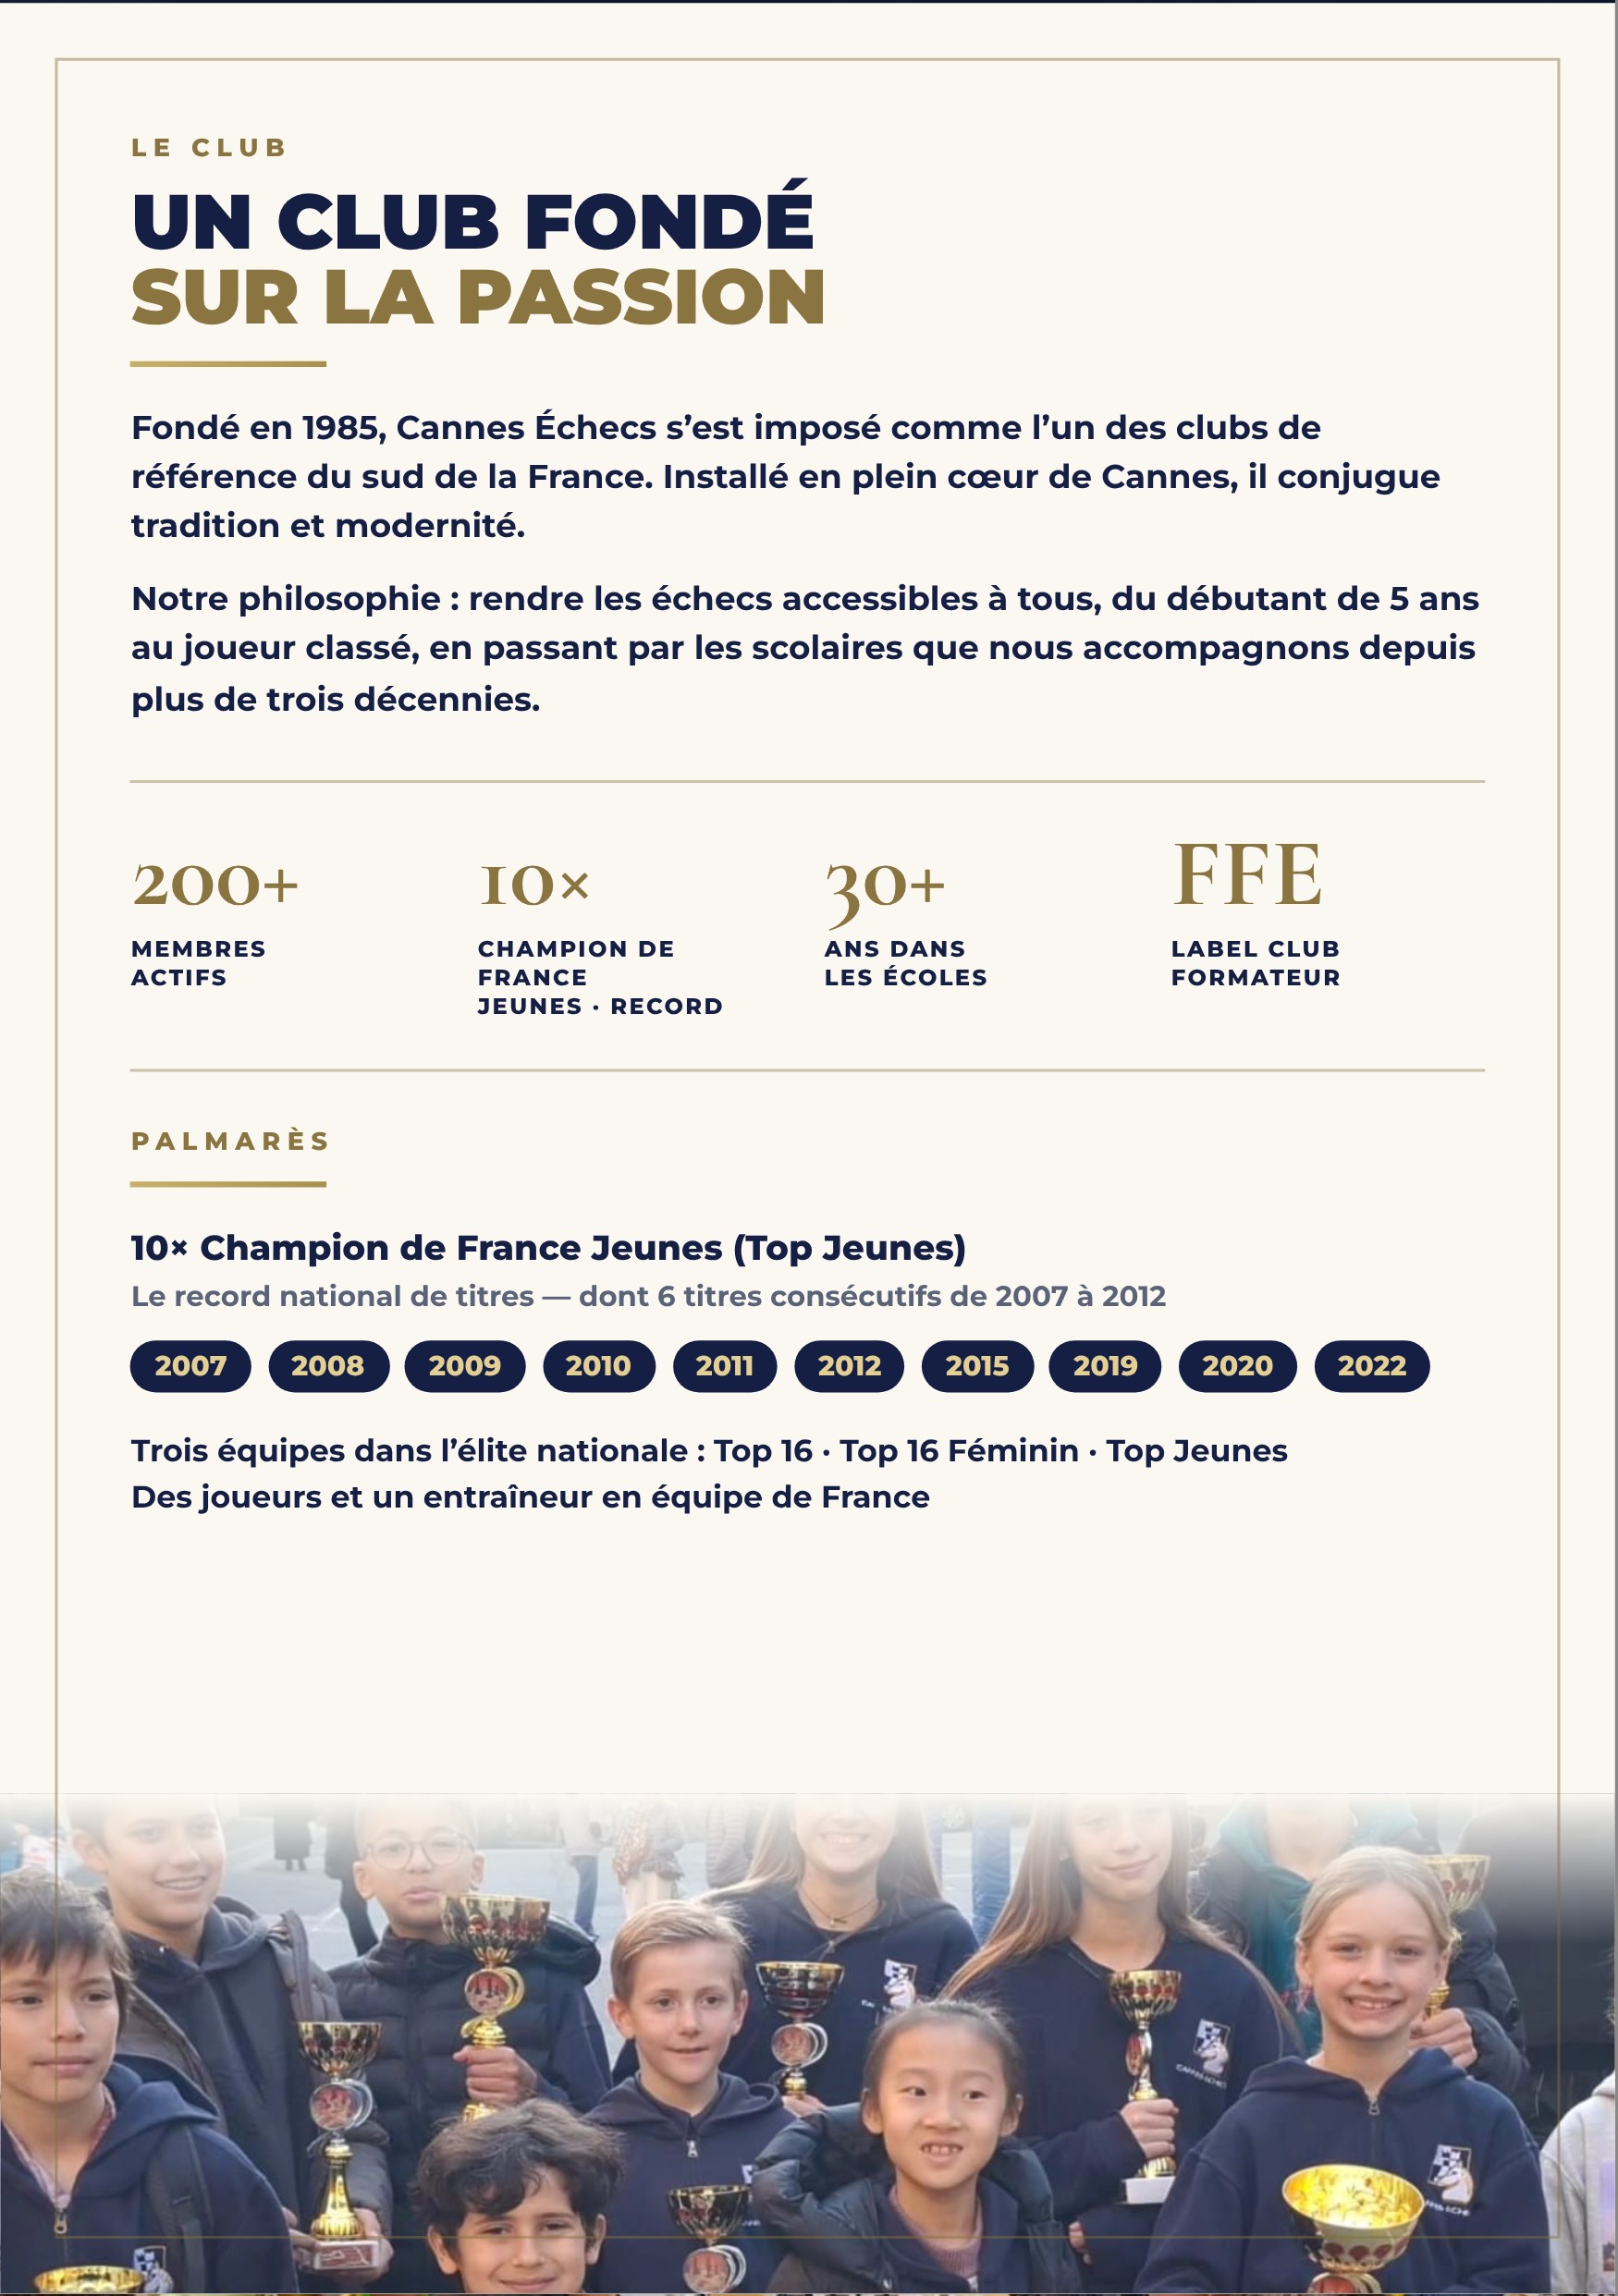 LE CLUB
UN CLUB FONDÉ
SUR LA PASSION
Fondé en 1985, Cannes Échecs s’est imposé comme l’un des clubs de
référence du sud de la France. Installé en plein cœur de Cannes, il conjugue
tradition et modernité.
Notre philosophie : rendre les échecs accessibles à tous, du débutant de 5 ans
au joueur classé, en passant par les scolaires que nous accompagnons depuis
plus de trois décennies.
200+
MEMBRES
ACTIFS
10×
CHAMPION DE
FRANCE
JEUNES · RECORD
30+
ANS DANS
LES ÉCOLES
FFE
LABEL CLUB
FORMATEUR
PALMARÈS
10× Champion de France Jeunes (Top Jeunes)
Le record national de titres — dont 6 titres consécutifs de 2007 à 2012
2007 2008 2009 2010 2011 2012 2015 2019 2020 2022
Trois équipes dans l’élite nationale : Top 16 · Top 16 Féminin · Top Jeunes
Des joueurs et un entraîneur en équipe de France